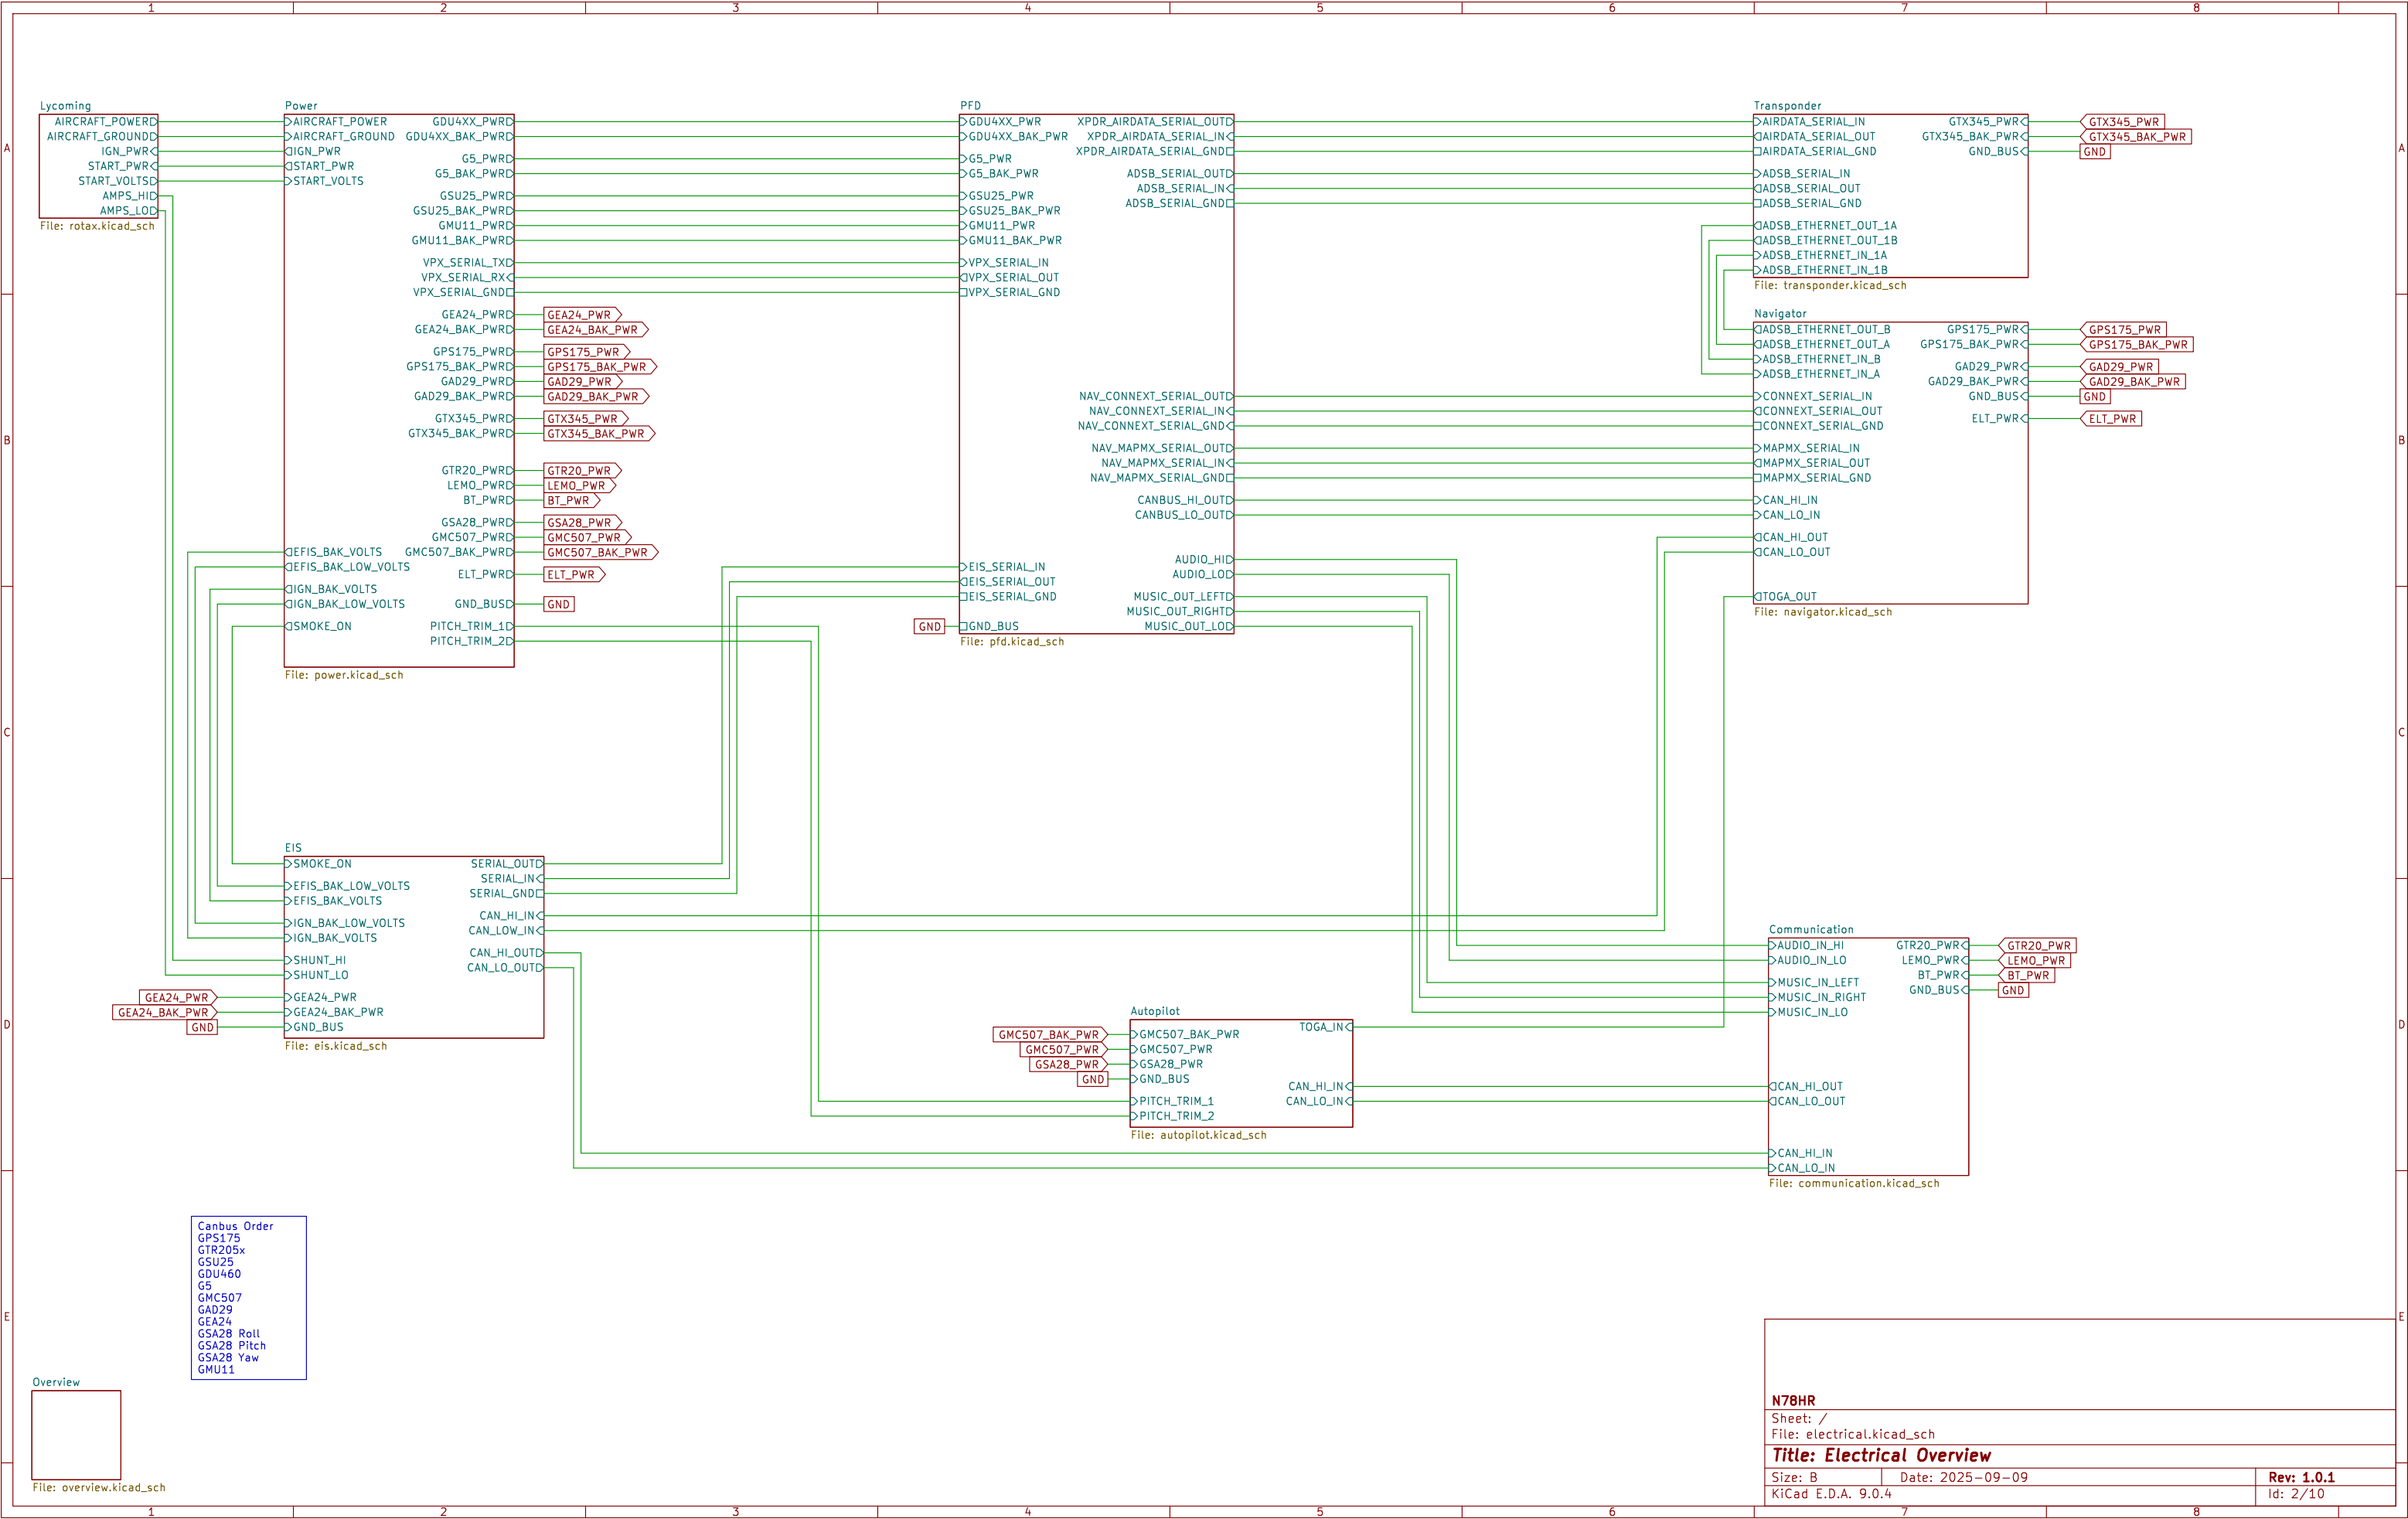 1 2 3 4 5 6 7 8
A
B
C
D
E
Lycoming
AIRCRAFT_POWER
AIRCRAFT_GROUND
IGN_PWR
START_PWR
START_VOLTS
AMPS_HI
AMPS_LO
File: rotax.kicad_sch
Power
AIRCRAFT_POWER
AIRCRAFT_GROUND
IGN_PWR
START_PWR
START_VOLTS
EFIS_BAK_VOLTS
EFIS_BAK_LOW_VOLTS
IGN_BAK_VOLTS
IGN_BAK_LOW_VOLTS
SMOKE_ON
GDU4XX_PWR
GDU4XX_BAK_PWR
G5_PWR
G5_BAK_PWR
GSU25_PWR
GSU25_BAK_PWR
GMU11_PWR
GMU11_BAK_PWR
VPX_SERIAL_TX
VPX_SERIAL_RX
VPX_SERIAL_GND
GEA24_PWR GEA24_PWR
GEA24_BAK_PWR GEA24_BAK_PWR
GPS175_PWR GPS175_PWR
GPS175_BAK_PWR GPS175_BAK_PWR
GAD29_PWR GAD29_PWR
GAD29_BAK_PWR GAD29_BAK_PWR
GTX345_PWR GTX345_PWR
GTX345_BAK_PWR GTX345_BAK_PWR
GTR20_PWR GTR20_PWR
LEMO_PWR LEMO_PWR
BT_PWR BT_PWR
GSA28_PWR GSA28_PWR
GMC507_PWR GMC507_PWR
GMC507_BAK_PWR GMC507_BAK_PWR
ELT_PWR ELT_PWR
GND_BUS GND
PITCH_TRIM_1
PITCH_TRIM_2
File: power.kicad_sch
PFD
GDU4XX_PWR
GDU4XX_BAK_PWR
G5_PWR
G5_BAK_PWR
GSU25_PWR
GSU25_BAK_PWR
GMU11_PWR
GMU11_BAK_PWR
VPX_SERIAL_IN
VPX_SERIAL_OUT
VPX_SERIAL_GND
EIS_SERIAL_IN
EIS_SERIAL_OUT
EIS_SERIAL_GND
GND GND_BUS
XPDR_AIRDATA_SERIAL_OUT
XPDR_AIRDATA_SERIAL_IN
XPDR_AIRDATA_SERIAL_GND
ADSB_SERIAL_OUT
ADSB_SERIAL_IN
ADSB_SERIAL_GND
NAV_CONNEXT_SERIAL_OUT
NAV_CONNEXT_SERIAL_IN
NAV_CONNEXT_SERIAL_GND
NAV_MAPMX_SERIAL_OUT
NAV_MAPMX_SERIAL_IN
NAV_MAPMX_SERIAL_GND
CANBUS_HI_OUT
CANBUS_LO_OUT
AUDIO_HI
AUDIO_LO
MUSIC_OUT_LEFT
MUSIC_OUT_RIGHT
MUSIC_OUT_LO
File: pfd.kicad_sch
Transponder
AIRDATA_SERIAL_IN
AIRDATA_SERIAL_OUT
AIRDATA_SERIAL_GND
ADSB_SERIAL_IN
ADSB_SERIAL_OUT
ADSB_SERIAL_GND
ADSB_ETHERNET_OUT_1A
ADSB_ETHERNET_OUT_1B
ADSB_ETHERNET_IN_1A
ADSB_ETHERNET_IN_1B
GTX345_PWR GTX345_PWR
GTX345_BAK_PWR GTX345_BAK_PWR
GND_BUS GND
File: transponder.kicad_sch
Navigator
ADSB_ETHERNET_OUT_B
ADSB_ETHERNET_OUT_A
ADSB_ETHERNET_IN_B
ADSB_ETHERNET_IN_A
CONNEXT_SERIAL_IN
CONNEXT_SERIAL_OUT
CONNEXT_SERIAL_GND
MAPMX_SERIAL_IN
MAPMX_SERIAL_OUT
MAPMX_SERIAL_GND
CAN_HI_IN
CAN_LO_IN
CAN_HI_OUT
CAN_LO_OUT
TOGA_OUT
GPS175_PWR GPS175_PWR
GPS175_BAK_PWR GPS175_BAK_PWR
GAD29_PWR GAD29_PWR
GAD29_BAK_PWR GAD29_BAK_PWR
GND_BUS GND
ELT_PWR ELT_PWR
File: navigator.kicad_sch
EIS
SMOKE_ON
EFIS_BAK_LOW_VOLTS
EFIS_BAK_VOLTS
IGN_BAK_LOW_VOLTS
IGN_BAK_VOLTS
SHUNT_HI
SHUNT_LO
GEA24_PWR GEA24_PWR
GEA24_BAK_PWR GEA24_BAK_PWR
GND GND_BUS
SERIAL_OUT
SERIAL_IN
SERIAL_GND
CAN_HI_IN
CAN_LOW_IN
CAN_HI_OUT
CAN_LO_OUT
File: eis.kicad_sch
Autopilot
GMC507_BAK_PWR GMC507_BAK_PWR
GMC507_PWR GMC507_PWR
GSA28_PWR GSA28_PWR
GND GND_BUS
PITCH_TRIM_1
PITCH_TRIM_2
TOGA_IN
CAN_HI_IN
CAN_LO_IN
File: autopilot.kicad_sch
Communication
AUDIO_IN_HI
AUDIO_IN_LO
MUSIC_IN_LEFT
MUSIC_IN_RIGHT
MUSIC_IN_LO
CAN_HI_OUT
CAN_LO_OUT
CAN_HI_IN
CAN_LO_IN
GTR20_PWR GTR20_PWR
LEMO_PWR LEMO_PWR
BT_PWR BT_PWR
GND_BUS GND
File: communication.kicad_sch
Canbus Order
GPS175
GTR205x
GSU25
GDU460
G5
GMC507
GAD29
GEA24
GSA28 Roll
GSA28 Pitch
GSA28 Yaw
GMU11
Overview
File: overview.kicad_sch
N78HR
Sheet: /
File: electrical.kicad_sch
Title: Electrical Overview
Size: B Date: 2025-09-09 Rev: 1.0.1
KiCad E.D.A. 9.0.4 Id: 2/10
A
B
C
D
E
1 2 3 4 5 6 7 8